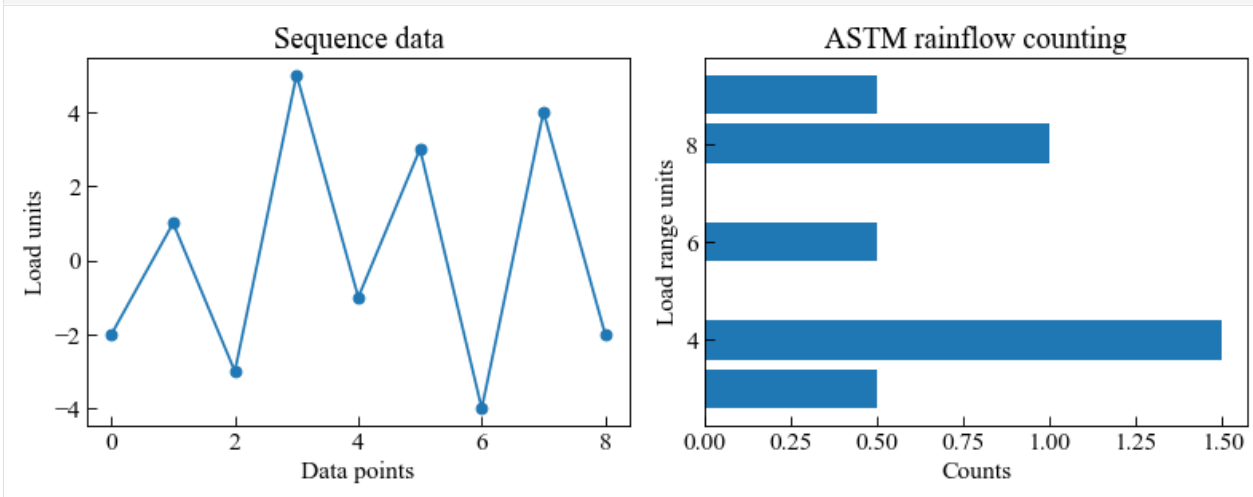 Sequence data
Load units
4
2
0
−2
−4
0 2 4 6 8
Data points
ASTM rainflow counting
Load range units
8
6
4
0.00 0.25 0.50 0.75 1.00 1.25 1.50
Counts